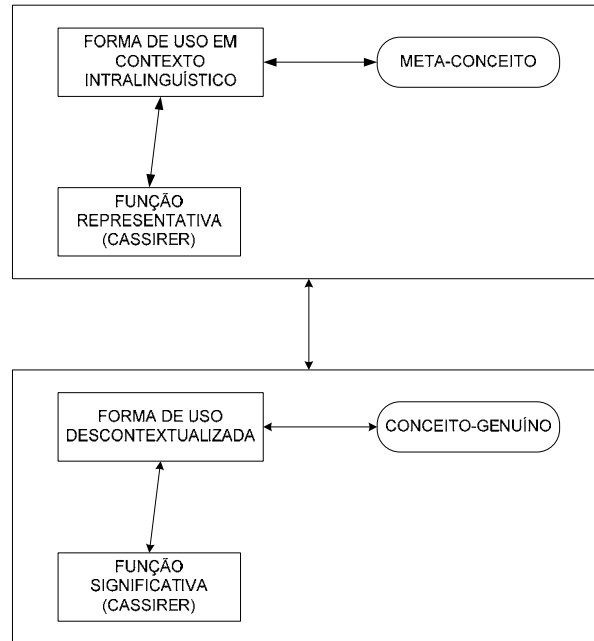 FORMA DE USO EM
CONTEXTO
INTRALINGUÍSTICO
META-CONCEITO
FUNÇÃO
REPRESENTATIVA
(CASSIRER)
FORMA DE USO
DESCONTEXTUALIZADA
CONCEITO-GENUÍNO
FUNÇÃO
SIGNIFICATIVA
(CASSIRER)